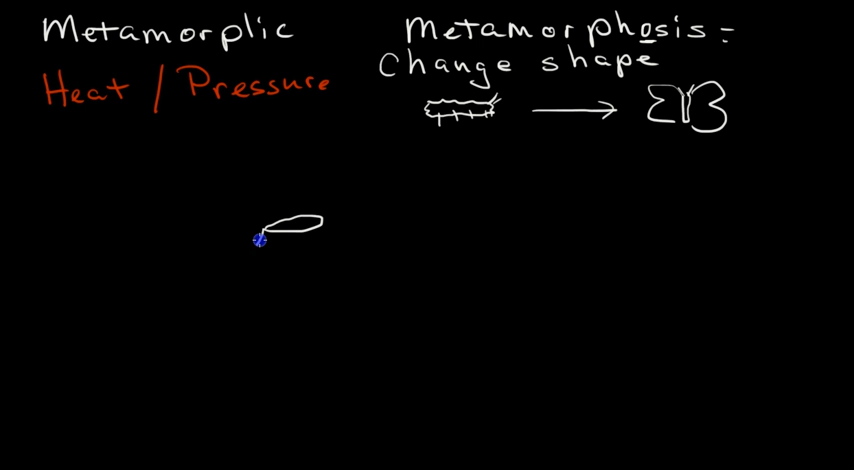 Metamorplic
Heat / Pressure
Metamorphosis =
Change shape